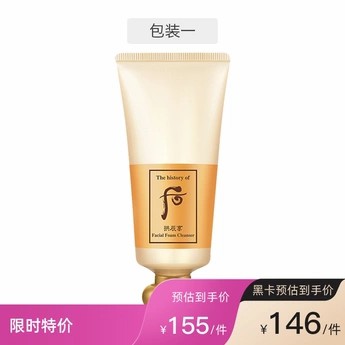 包装一
The history of
后
拱辰享
Facial Foam Cleanser
限时特价
预估到手价
¥155/件
黑卡预估到手价
¥146/件